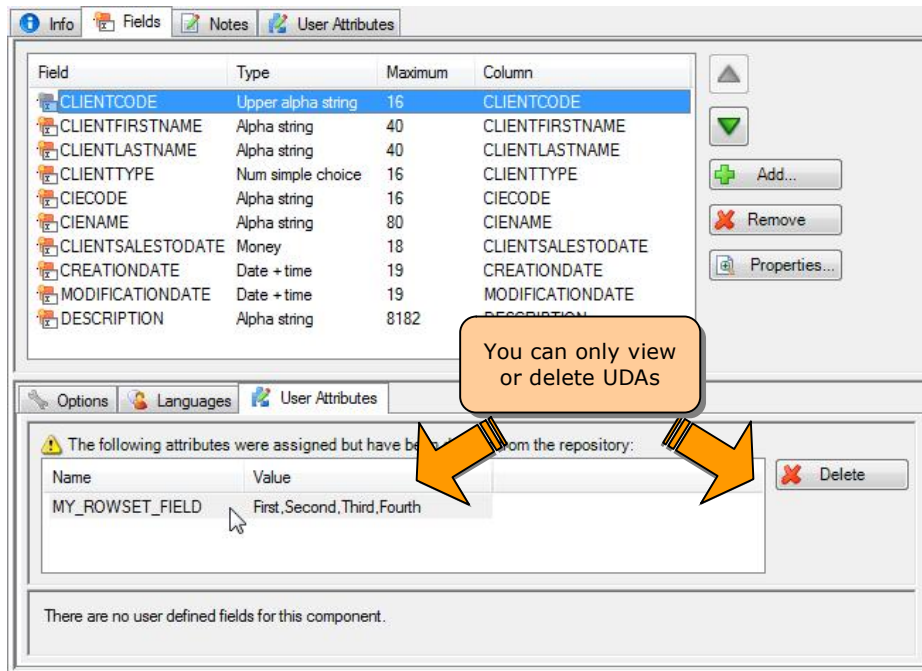 Info Fields Notes User Attributes
Field Type Maximum Column
CLIENTCODE Upper alpha string 16 CLIENTCODE
CLIENTFIRSTNAME Alpha string 40 CLIENTFIRSTNAME
CLIENTLASTNAME Alpha string 40 CLIENTLASTNAME
CLIENTTYPE Num simple choice 16 CLIENTTYPE
CIECODE Alpha string 16 CIECODE
CIENAME Alpha string 80 CIENAME
CLIENTSALESTODATE Money 18 CLIENTSALESTODATE
CREATIONDATE Date + time 19 CREATIONDATE
MODIFICATIONDATE Date + time 19 MODIFICATIONDATE
DESCRIPTION Alpha string 8182 DESCRIPTION
Add...
Remove
Properties...
You can only view
or delete UDAs
Options Languages User Attributes
The following attributes were assigned but have from the repository:
Name Value
MY_ROWSET_FIELD First,Second,Third,Fourth
Delete
There are no user defined fields for this component.